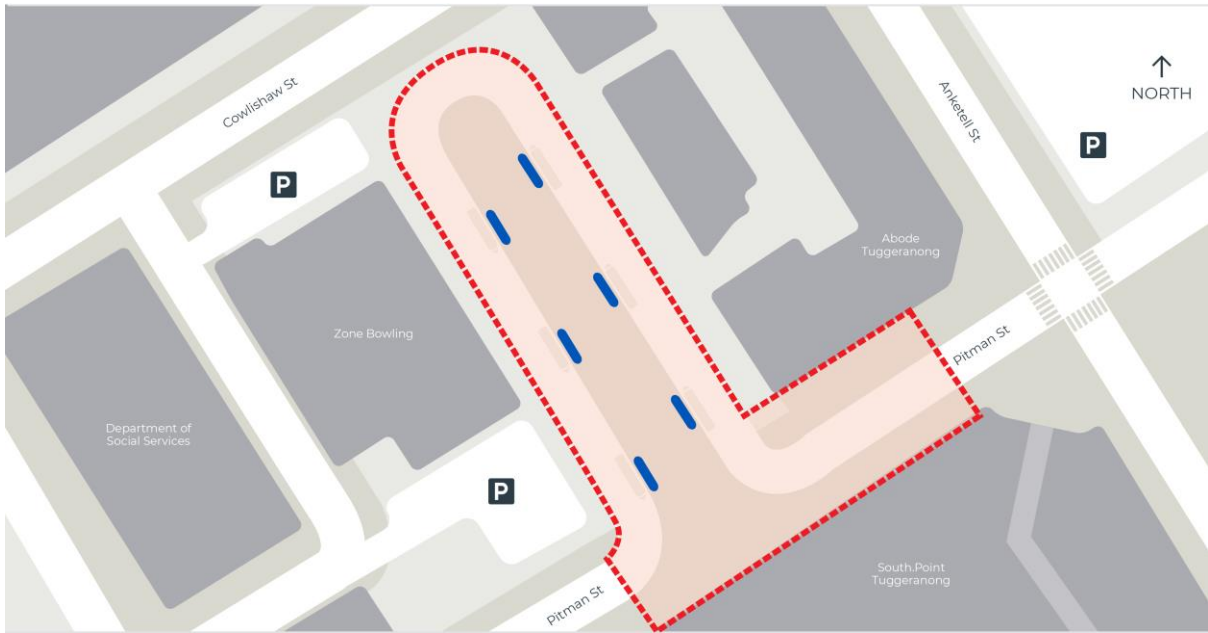 Cowlishaw St
P
Anketell St
↑
NORTH
P
Abode
Tuggeranong
Zone Bowling
Pitman St
Department of
Social Services
P
South.Point
Tuggeranong
Pitman St